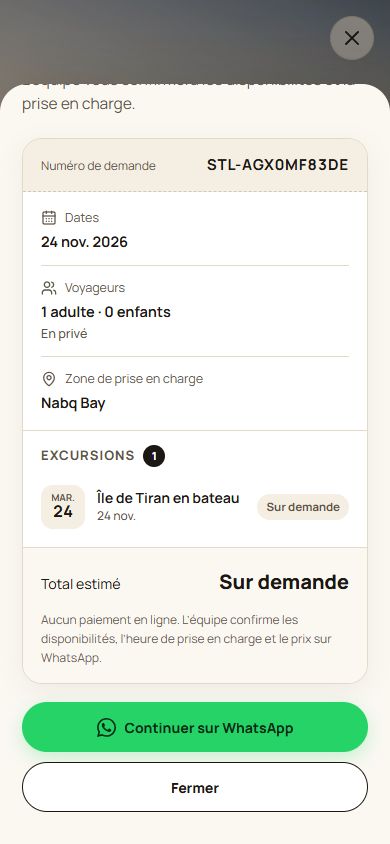 prise en charge.
Numéro de demande STL-AGX0MF83DE
Dates
24 nov. 2026
Voyageurs
1 adulte · 0 enfants
En privé
Zone de prise en charge
Nabq Bay
EXCURSIONS 1
MAR.
24
Île de Tiran en bateau
24 nov.
Sur demande
Total estimé Sur demande
Aucun paiement en ligne. L'équipe confirme les
disponibilités, l'heure de prise en charge et le prix sur
WhatsApp.
Continuer sur WhatsApp
Fermer